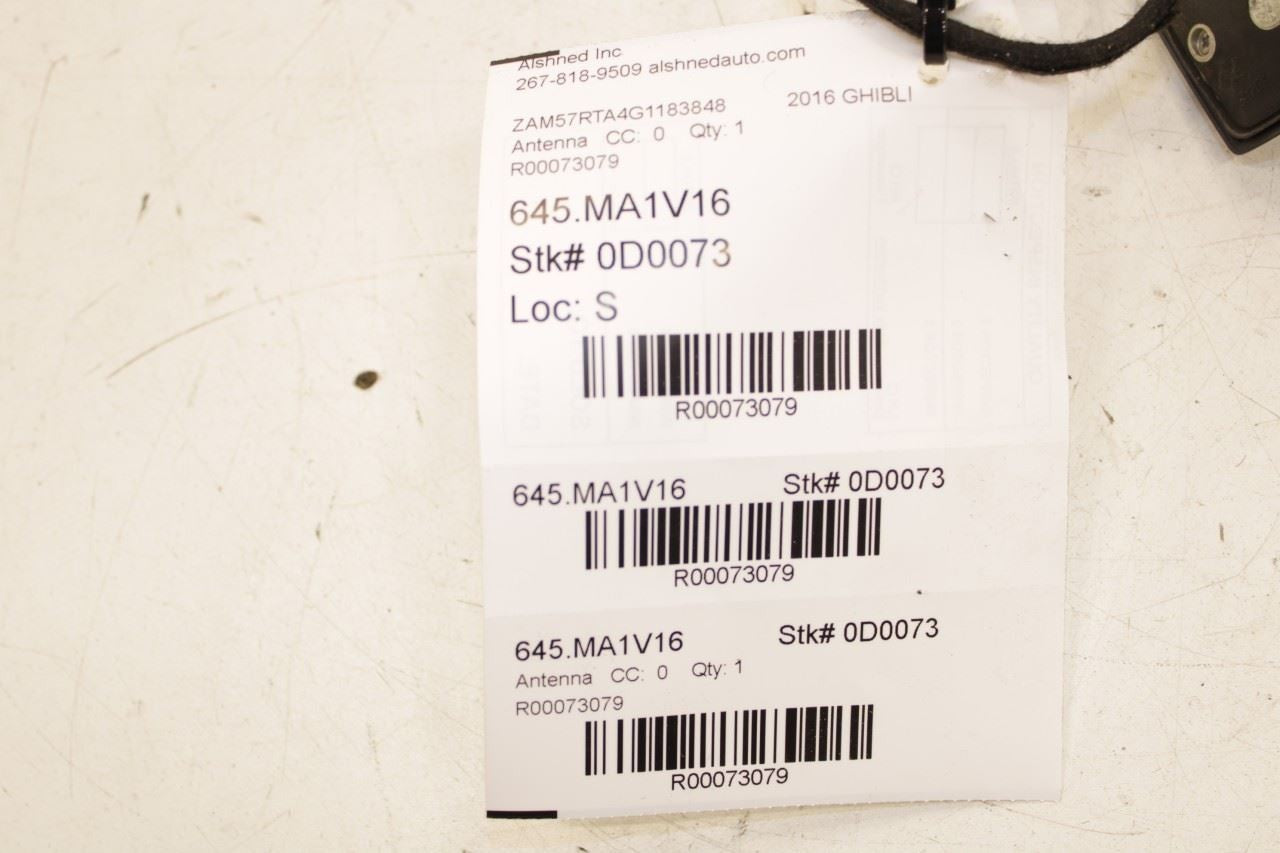 Alshned Inc
267-818-9509 alshnedauto.com
ZAM57RTA4G1183848 2016 GHIBLI
Antenna CC: 0 Qty: 1
R00073079
645.MA1V16
Stk# 0D0073
Loc: S
R00073079
645.MA1V16 Stk# 0D0073
R00073079
645.MA1V16 Stk# 0D0073
Antenna CC: 0 Qty: 1
R00073079
R00073079